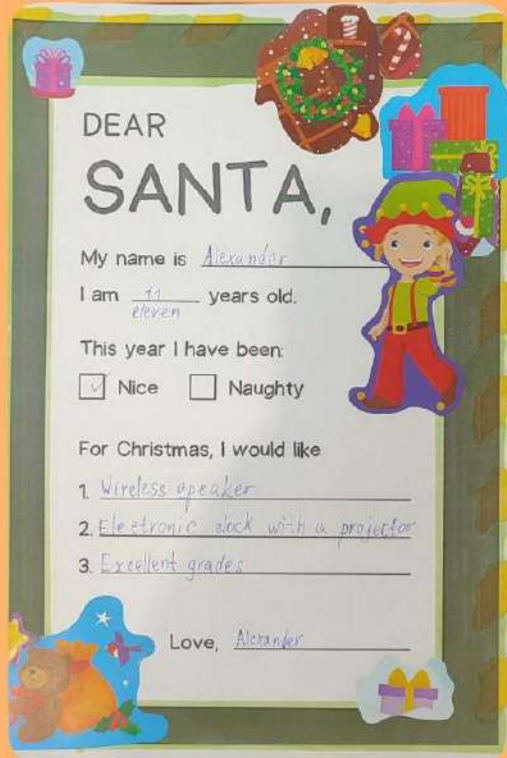 DEAR
SANTA,
My name is Alexander
I am 11 years old.
eleven
This year I have been:
Nice Naughty
For Christmas, I would like
1. Wireless speaker
2. Electronic clock with a projector
3. Excellent grades
Love, Alexander